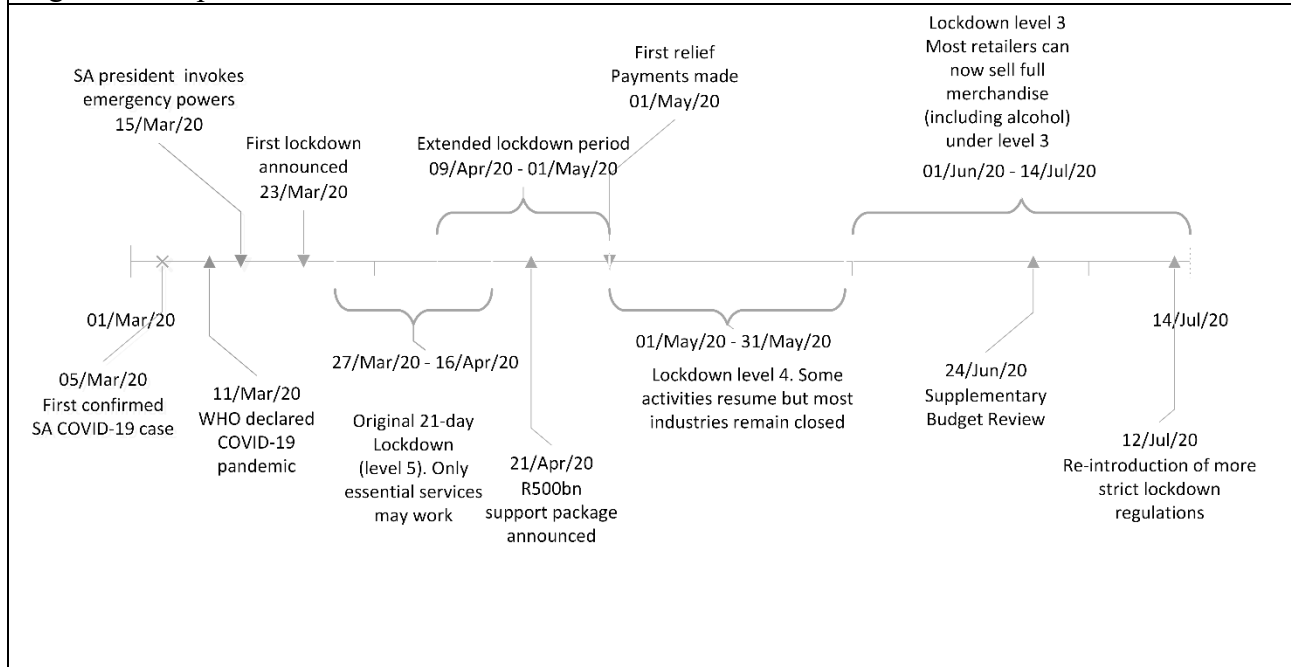 SA president invokes
emergency powers
15/Mar/20
First lockdown
announced
23/Mar/20
Extended lockdown period
09/Apr/20 - 01/May/20
First relief
Payments made
01/May/20
Lockdown level 3
Most retailers can
now sell full
merchandise
(including alcohol)
under level 3
01/Jun/20 - 14/Jul/20
01/Mar/20
05/Mar/20
First confirmed
SA COVID-19 case
11/Mar/20
WHO declared
COVID-19
pandemic
27/Mar/20 - 16/Apr/20
Original 21-day
Lockdown
(level 5). Only
essential services
may work
21/Apr/20
R500bn
support package
announced
01/May/20 - 31/May/20
Lockdown level 4. Some
activities resume but most
industries remain closed
24/Jun/20
Supplementary
Budget Review
14/Jul/20
12/Jul/20
Re-introduction of more
strict lockdown
regulations